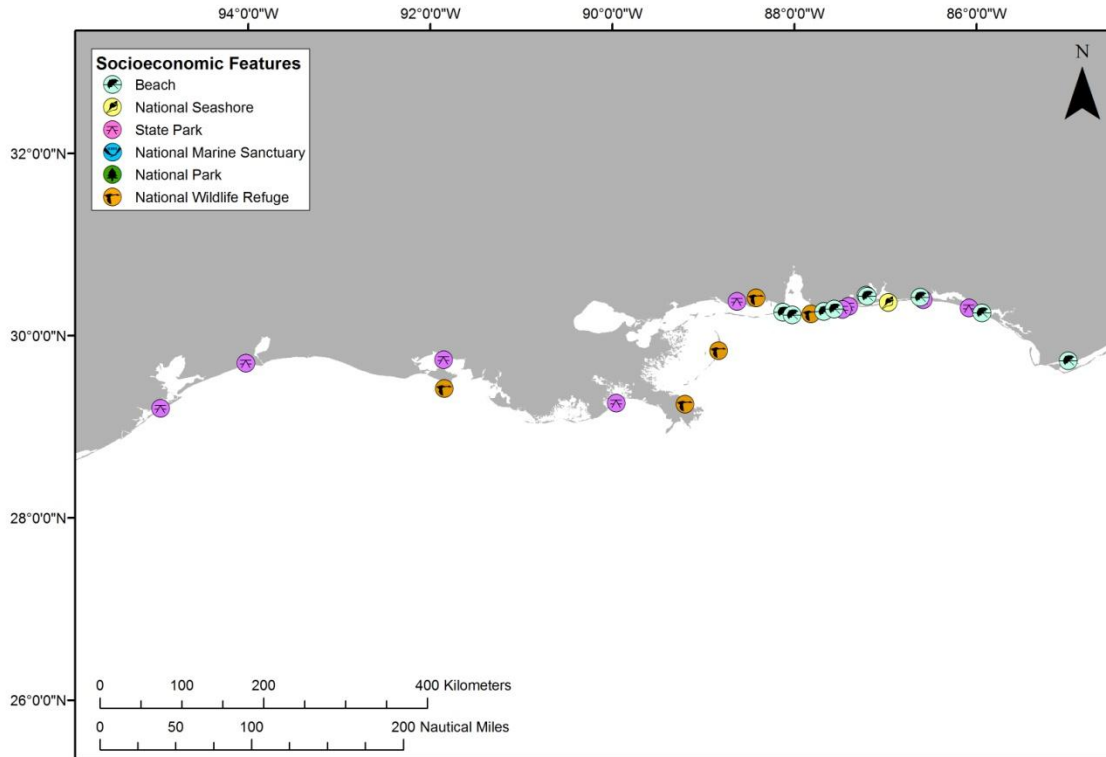 94°0'0"W 92°0'0"W 90°0'0"W 88°0'0"W 86°0'0"W
N
Socioeconomic Features
Beach
National Seashore
State Park
National Marine Sanctuary
National Park
National Wildlife Refuge
32°0'0"N
30°0'0"N
28°0'0"N
26°0'0"N
0 100 200 400 Kilometers
0 50 100 200 Nautical Miles